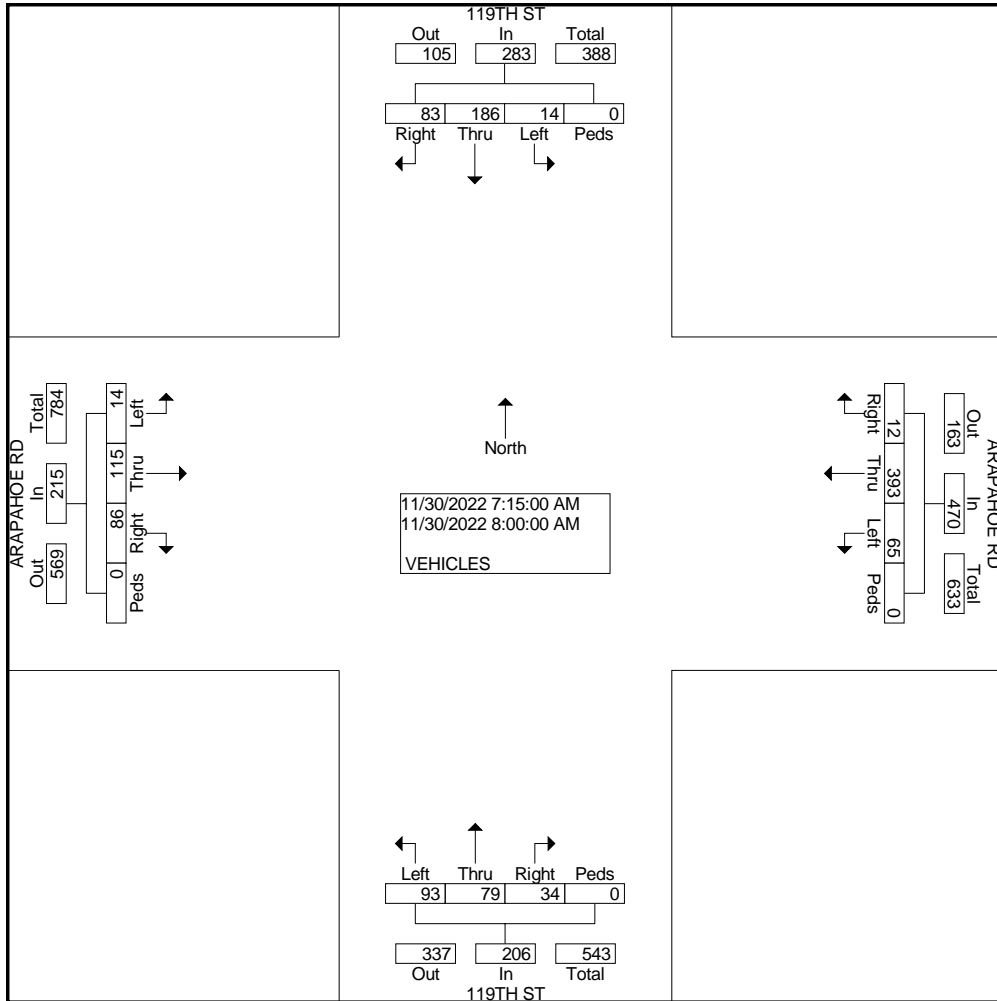 119TH ST
Out In Total
105 283 388
83 186 14 0
Right Thru Left Peds
ARAPAHOE RD
Total In Out
784 215 569
14 115 86 0
Left Thru Right Peds
North
11/30/2022 7:15:00 AM
11/30/2022 8:00:00 AM
VEHICLES
Right Thru Left Peds
12 393 65 0
Out In Total
163 470 633
ARAPAHOE RD
Left Thru Right Peds
93 79 34 0
337 206 543
Out In Total
119TH ST